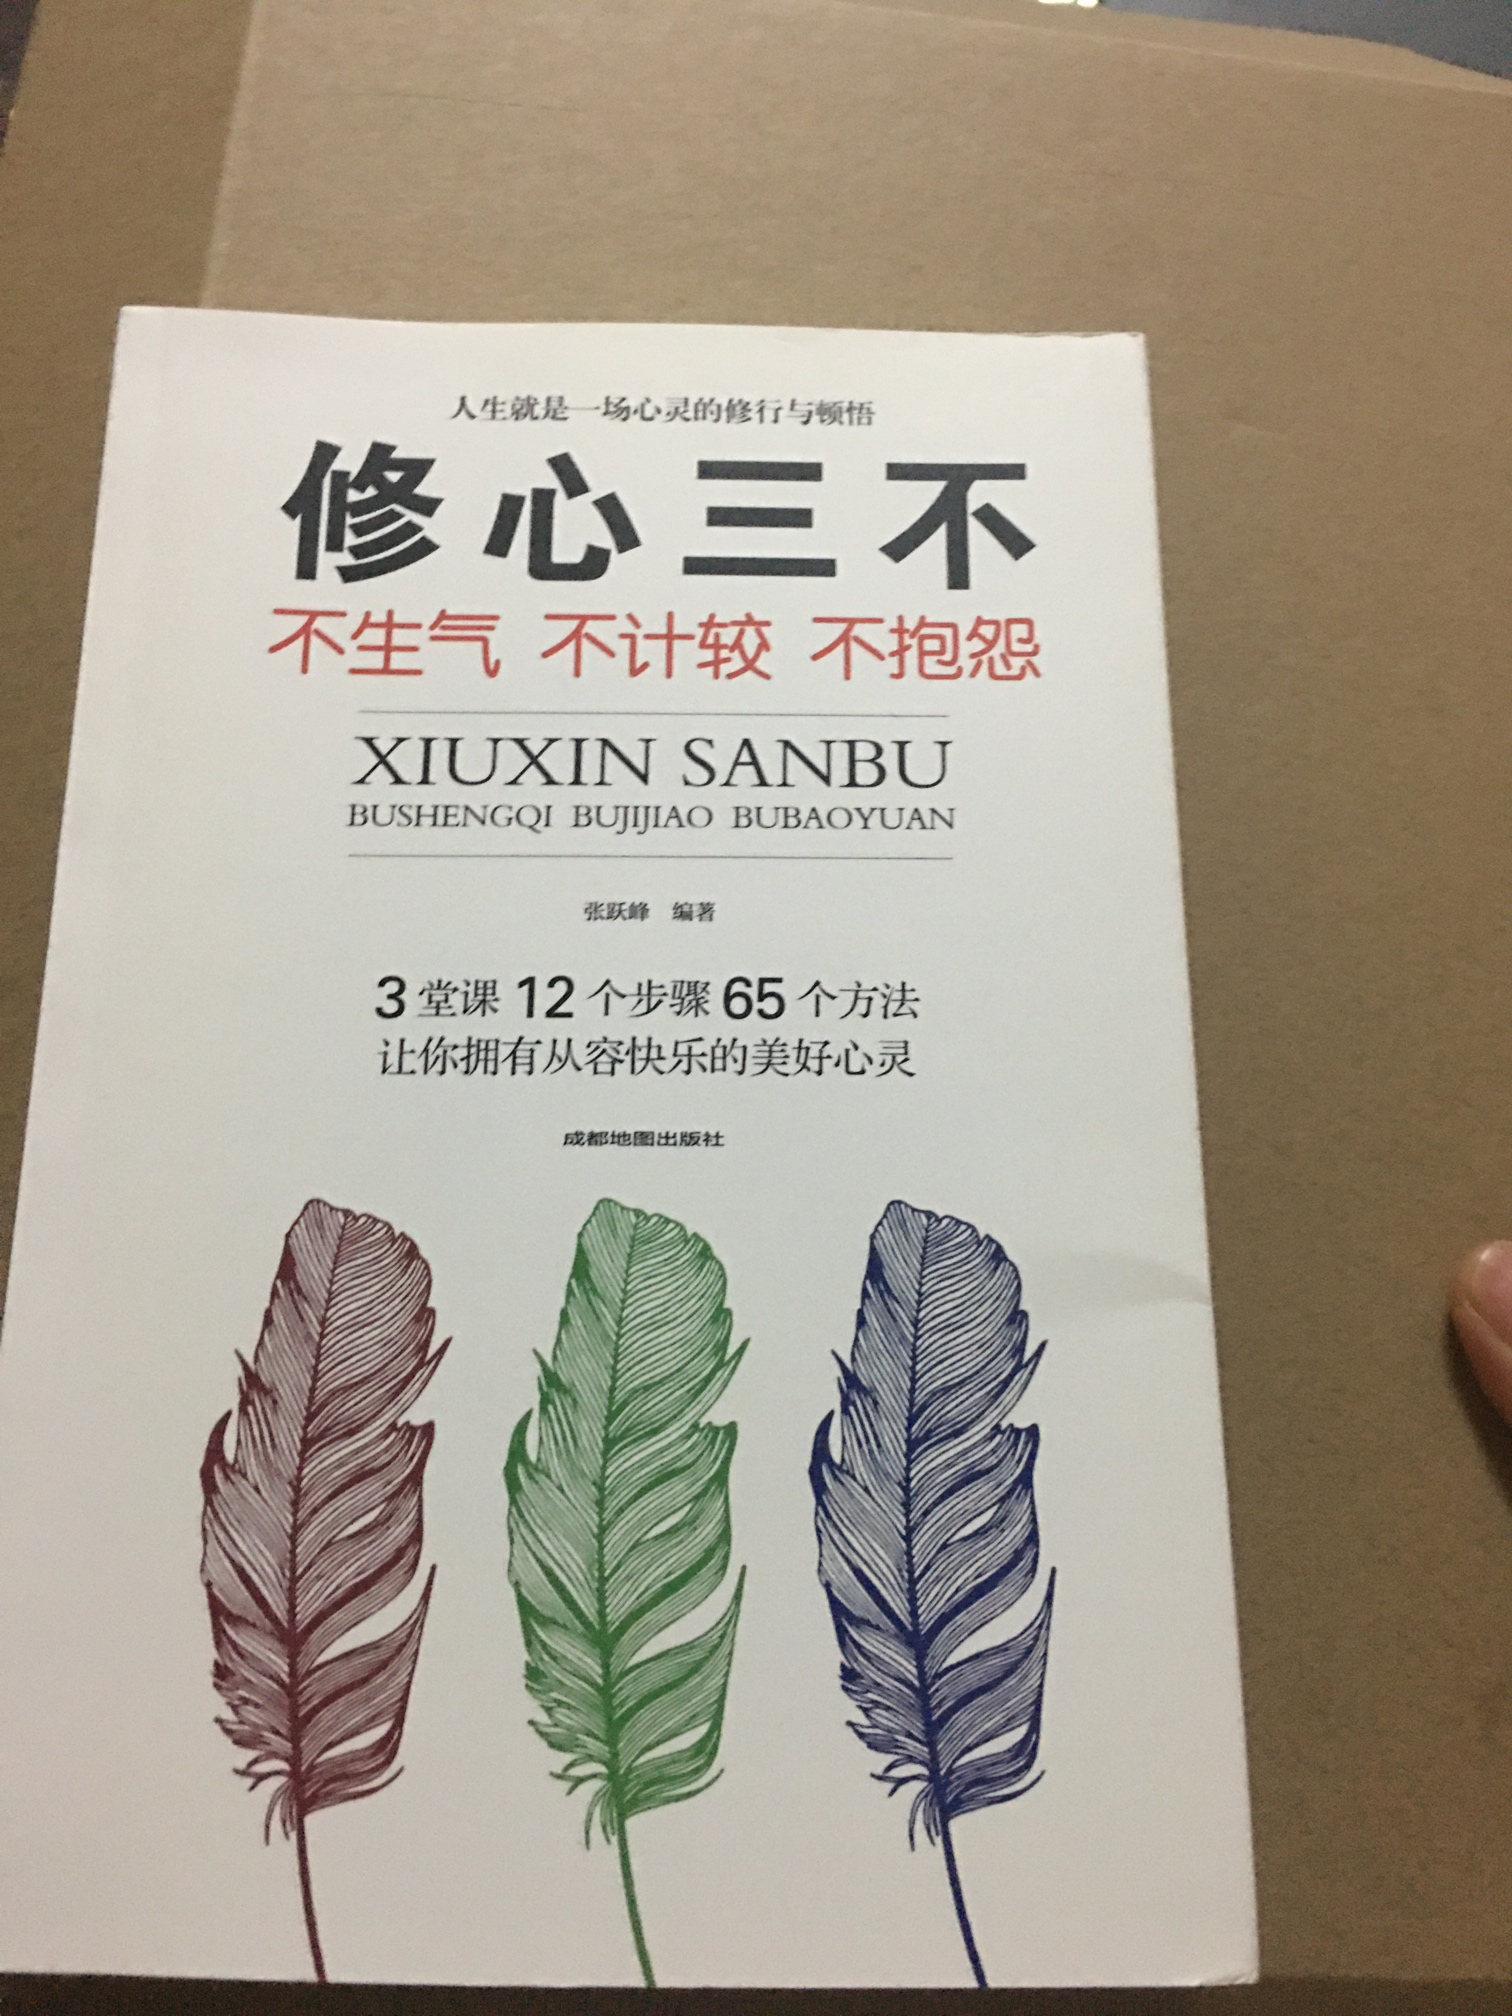 人生就是一场心灵的修行与顿悟
修心三不
不生气 不计较 不抱怨
XIUXIN SANBU
BUSHENGQI BUJIJIAO BUBAOYUAN
张跃峰 编著
3堂课 12个步骤 65个方法
让你拥有从容快乐的美好心灵
成都地图出版社